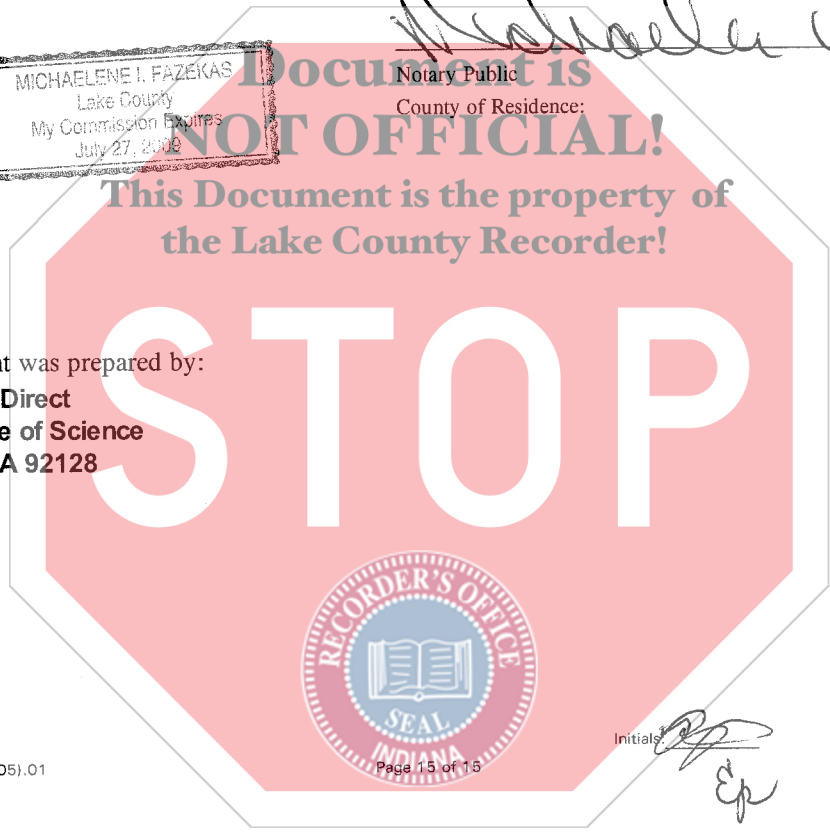 Michaelene
MICHAELENE I. FAZEKAS
Lake County
My Commission Expires
July 27, 2009
Document is
NOT OFFICIAL!
This Document is the property of
the Lake County Recorder!
Notary Public
County of Residence:
STOP
nt was prepared by:
Direct
e of Science
A 92128
RECORDER'S OFFICE
SEAL
INDIANA
Initials:
05).01
Page 15 of 15